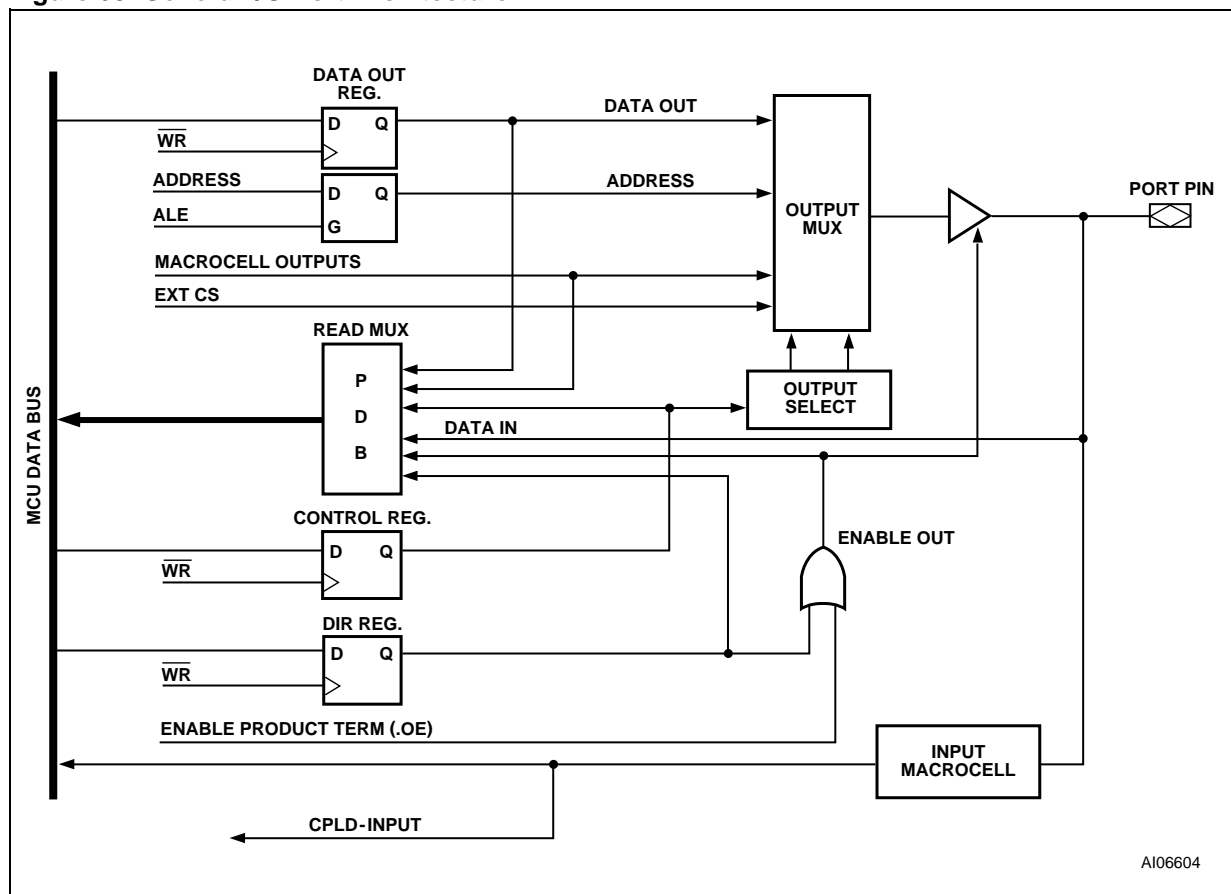 DATA OUT
REG.
D Q
WR
DATA OUT
ADDRESS
ALE
D Q
G
ADDRESS
OUTPUT
MUX
PORT PIN
MACROCELL OUTPUTS
EXT CS
READ MUX
P
D
B
OUTPUT
SELECT
DATA IN
MCU DATA BUS
CONTROL REG.
D Q
WR
ENABLE OUT
DIR REG.
D Q
WR
ENABLE PRODUCT TERM (.OE)
INPUT
MACROCELL
CPLD-INPUT
AI06604